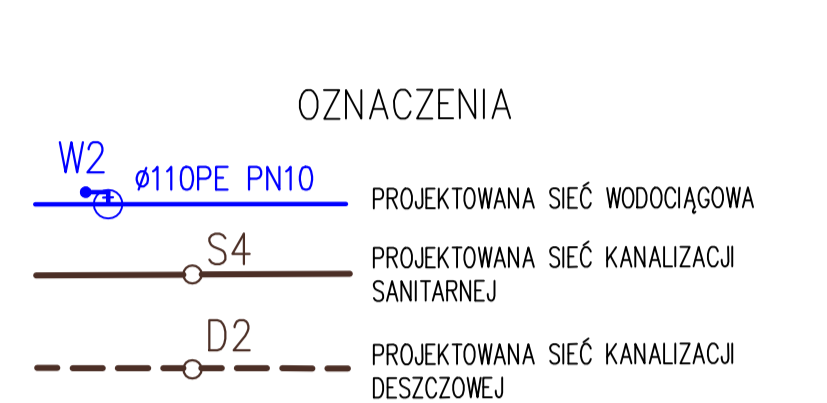 OZNACZENIA
W2
ø110PE PN10
PROJEKTOWANA SIEĆ WODOCIĄGOWA
S4
PROJEKTOWANA SIEĆ KANALIZACJI
SANITARNEJ
D2
PROJEKTOWANA SIEĆ KANALIZACJI
DESZCZOWEJ